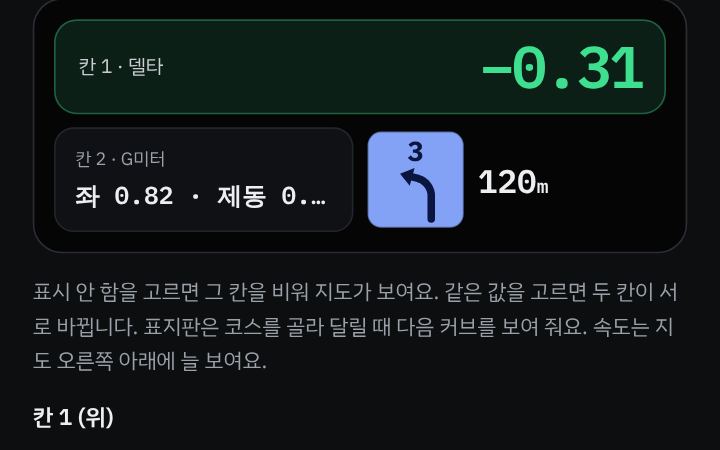 칸 1 · 델타
−0.31
칸 2 · G미터
좌 0.82 · 제동 0.…
3
120m
표시 안 함을 고르면 그 칸을 비워 지도가 보여요. 같은 값을 고르면 두 칸이 서
로 바뀝니다. 표지판은 코스를 골라 달릴 때 다음 커브를 보여 줘요. 속도는 지
도 오른쪽 아래에 늘 보여요.
칸 1 (위)